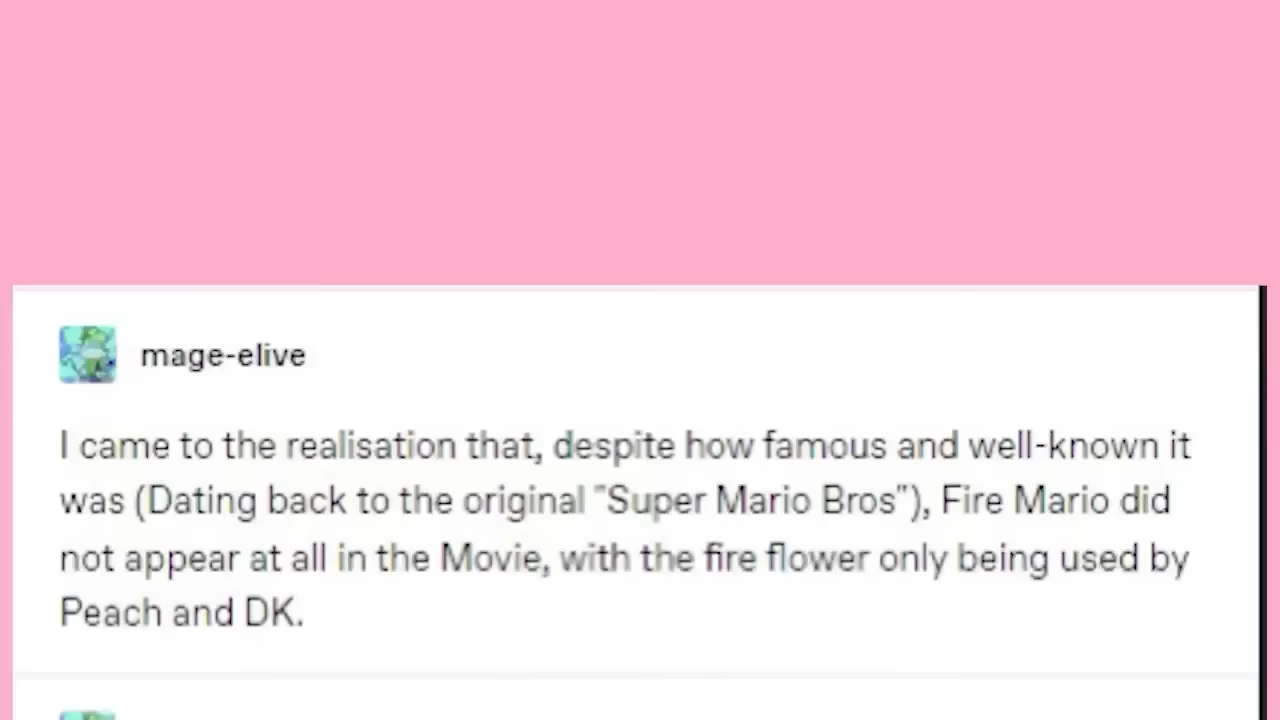 mage-elive
I came to the realisation that, despite how famous and well-known it
was (Dating back to the original "Super Mario Bros"), Fire Mario did
not appear at all in the Movie, with the fire flower only being used by
Peach and DK.